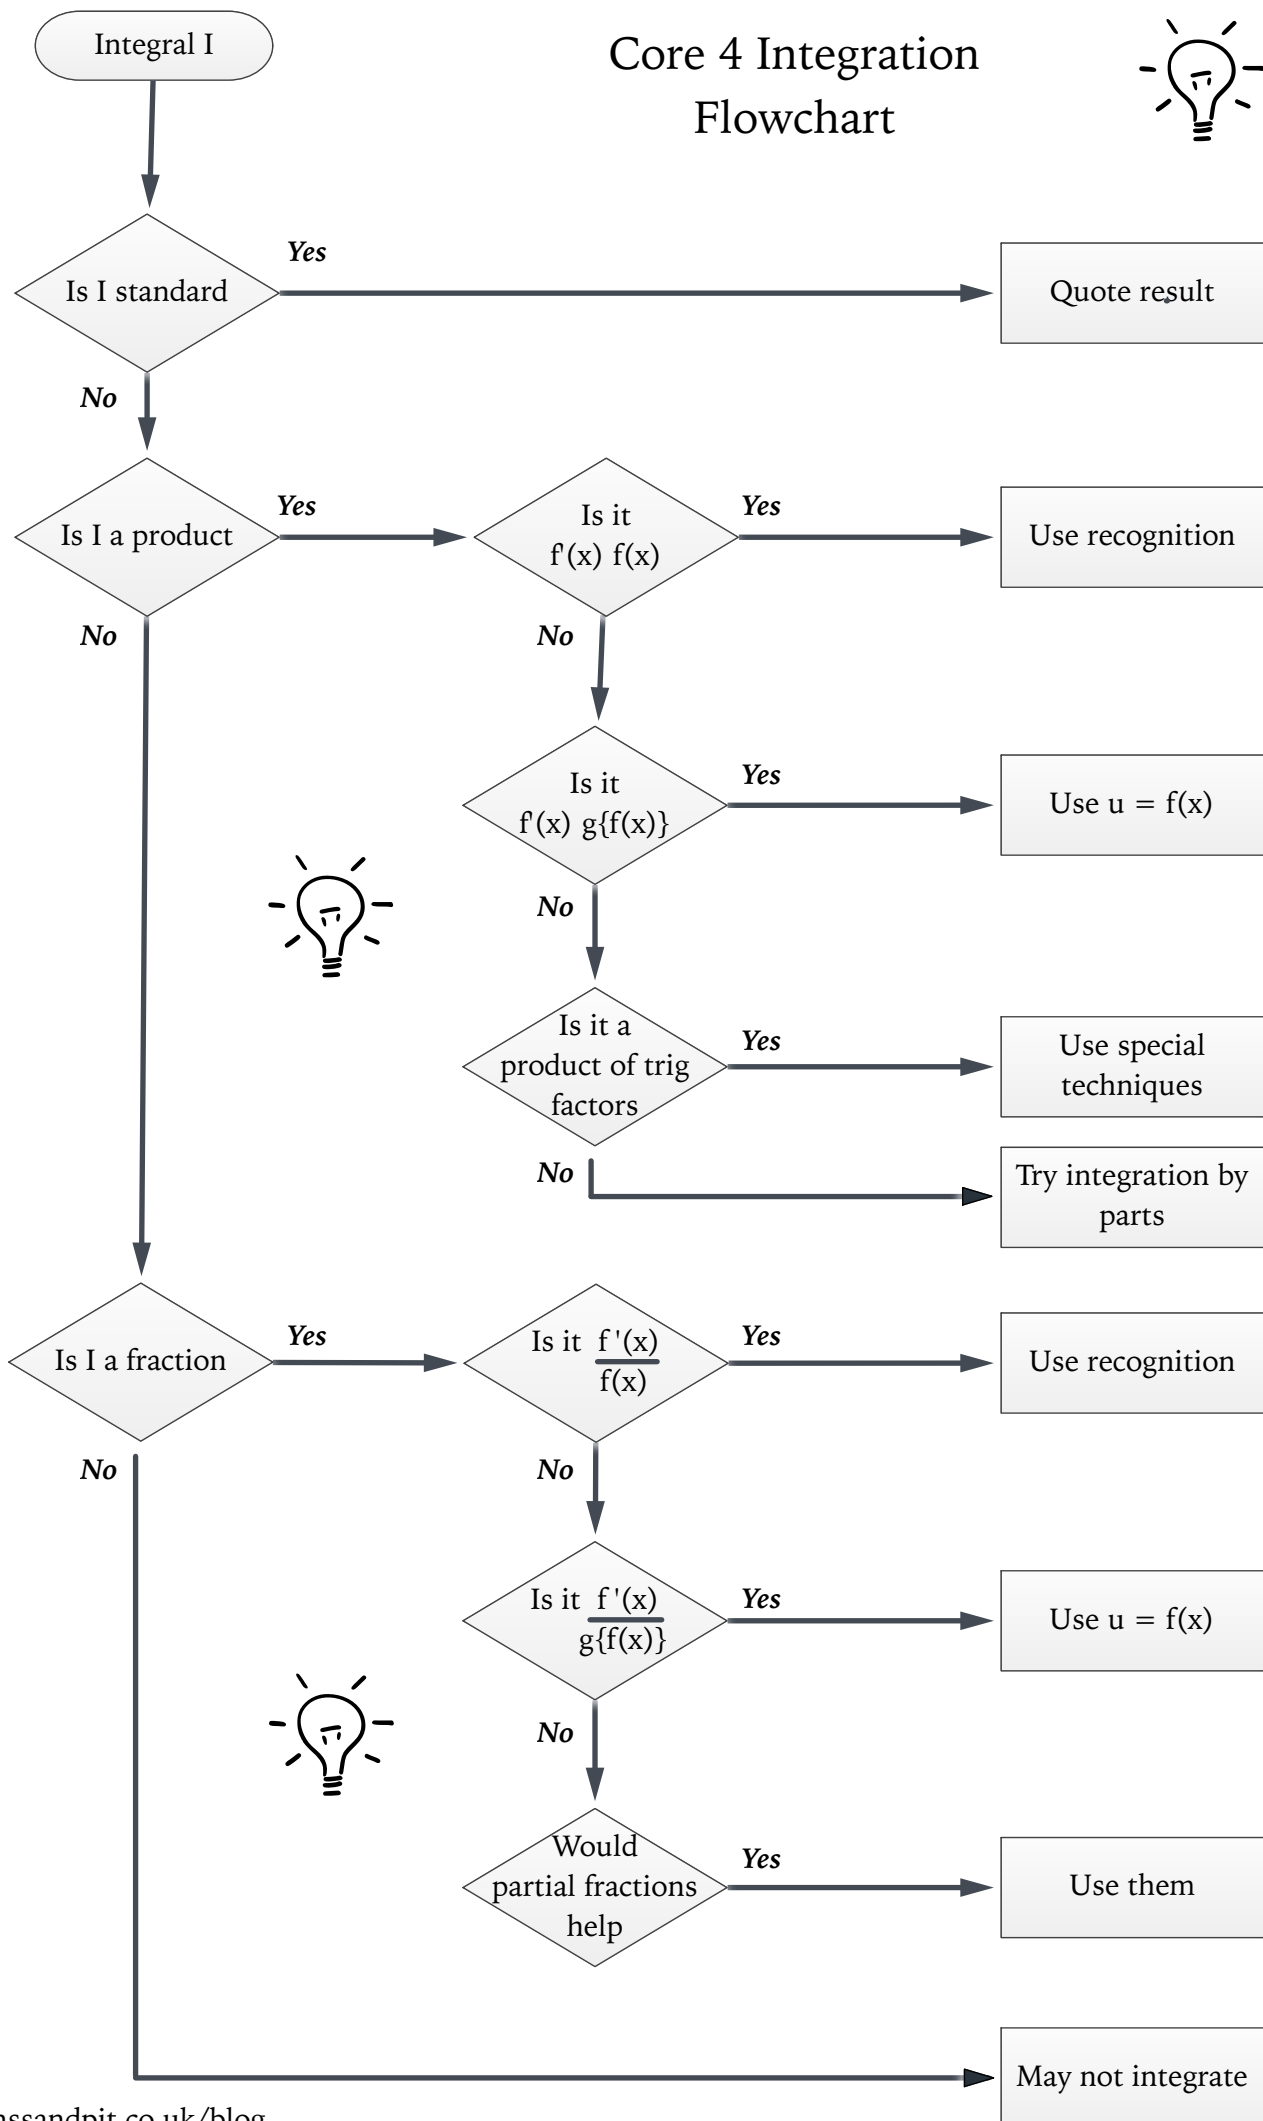 Integral I
Core 4 Integration
Flowchart
Is I standard
Yes
Quote result
No
Is I a product
Yes
Is it
f'(x) f(x)
Yes
Use recognition
No
No
Is it
f'(x) g{f(x)}
Yes
Use u = f(x)
No
Is it a
product of trig
factors
Yes
Use special
techniques
No
Try integration by
parts
Is I a fraction
Yes
Is it f '(x)
f(x)
Yes
Use recognition
No
No
Is it f '(x)
g{f(x)}
Yes
Use u = f(x)
No
Would
partial fractions
help
Yes
Use them
May not integrate